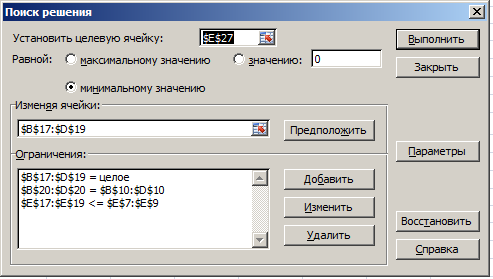 Поиск решения
Установить целевую ячейку: $E$27
Выполнить
Равной: максимальному значению значению: 0
Закрыть
минимальному значению
Изменяя ячейки:
$B$17:$D$19
Предположить
Ограничения:
Параметры
$B$17:$D$19 = целое
$B$20:$D$20 = $B$10:$D$10
$E$17:$E$19 <= $E$7:$E$9
Добавить
Изменить
Удалить
Восстановить
Справка